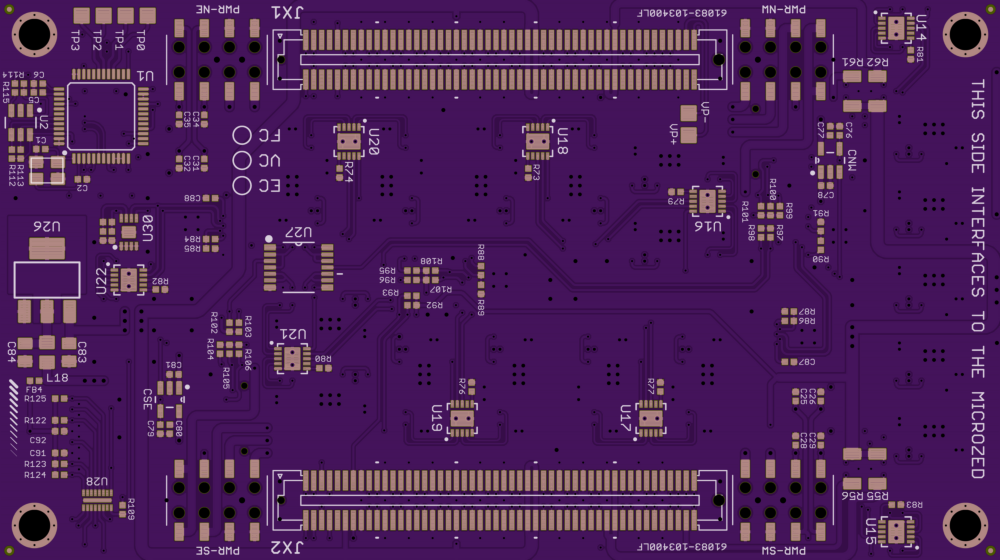 PWR-NE
JX1
61083-103400LF
PWR-NW
U14
R81
TP3
TP2
TP1
TP0
R61
R62
R114
C6
R115
C5
U1
U2
C1
R112
R113
C2
C35
C34
C32
C31
FC
VC
EC
U20
R74
U18
R73
VP-
VP+
C77
C76
CNW
C78
R79
U16
R101
R100
R99
R98
R97
R91
R90
C88
R84
R85
U26
U30
U22
R82
U27
R95
R96
R108
R107
R93
R92
R88
R89
R87
R86
C87
R102
R103
R104
R106
R105
U21
R80
C84
C83
L18
F84
C81
CSE
C79
C80
R125
R122
C92
C91
R123
R124
U28
R109
R76
U19
R77
U17
C25
C26
C28
C29
R56
R55
R83
U15
PWR-SE
JX2
61083-103400LF
PWR-SW
THIS SIDE INTERFACES TO THE MICROZED